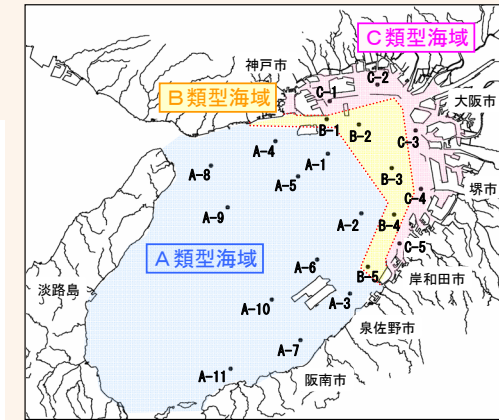 C類型海域
神戸市
C-2
B類型海域
C-1
大阪市
B-1
B-2
C-3
A-4
A-1
A-8
A-5
B-3
堺市
C-4
A-9
A-2
B-4
A類型海域
C-5
A-6
B-5
岸和田市
淡路島
A-10
A-3
泉佐野市
A-7
A-11
阪南市